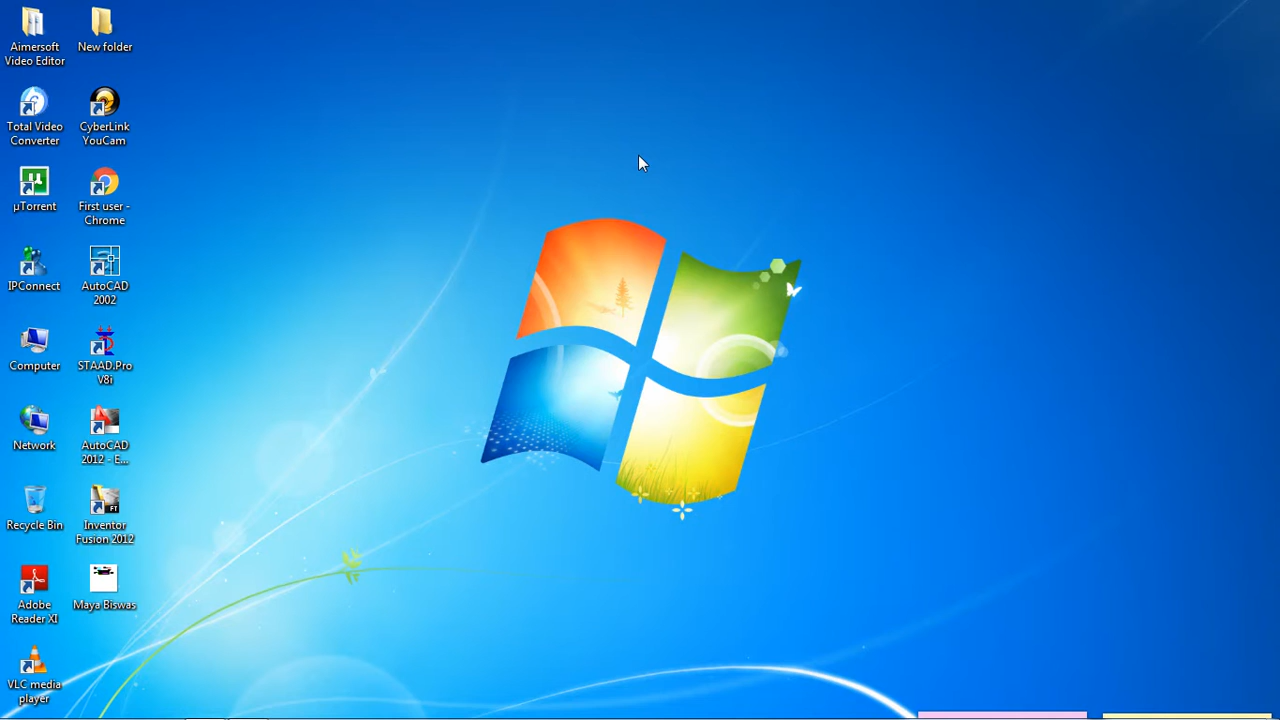 Aimersoft
Video Editor
New folder
Total Video
Converter
CyberLink
YouCam
µTorrent
First user -
Chrome
IPConnect
AutoCAD
2002
Computer
STAAD.Pro
V8i
Network
AutoCAD
2012 - E...
Recycle Bin
Inventor
Fusion 2012
Adobe
Reader XI
Maya Biswas
VLC media
player